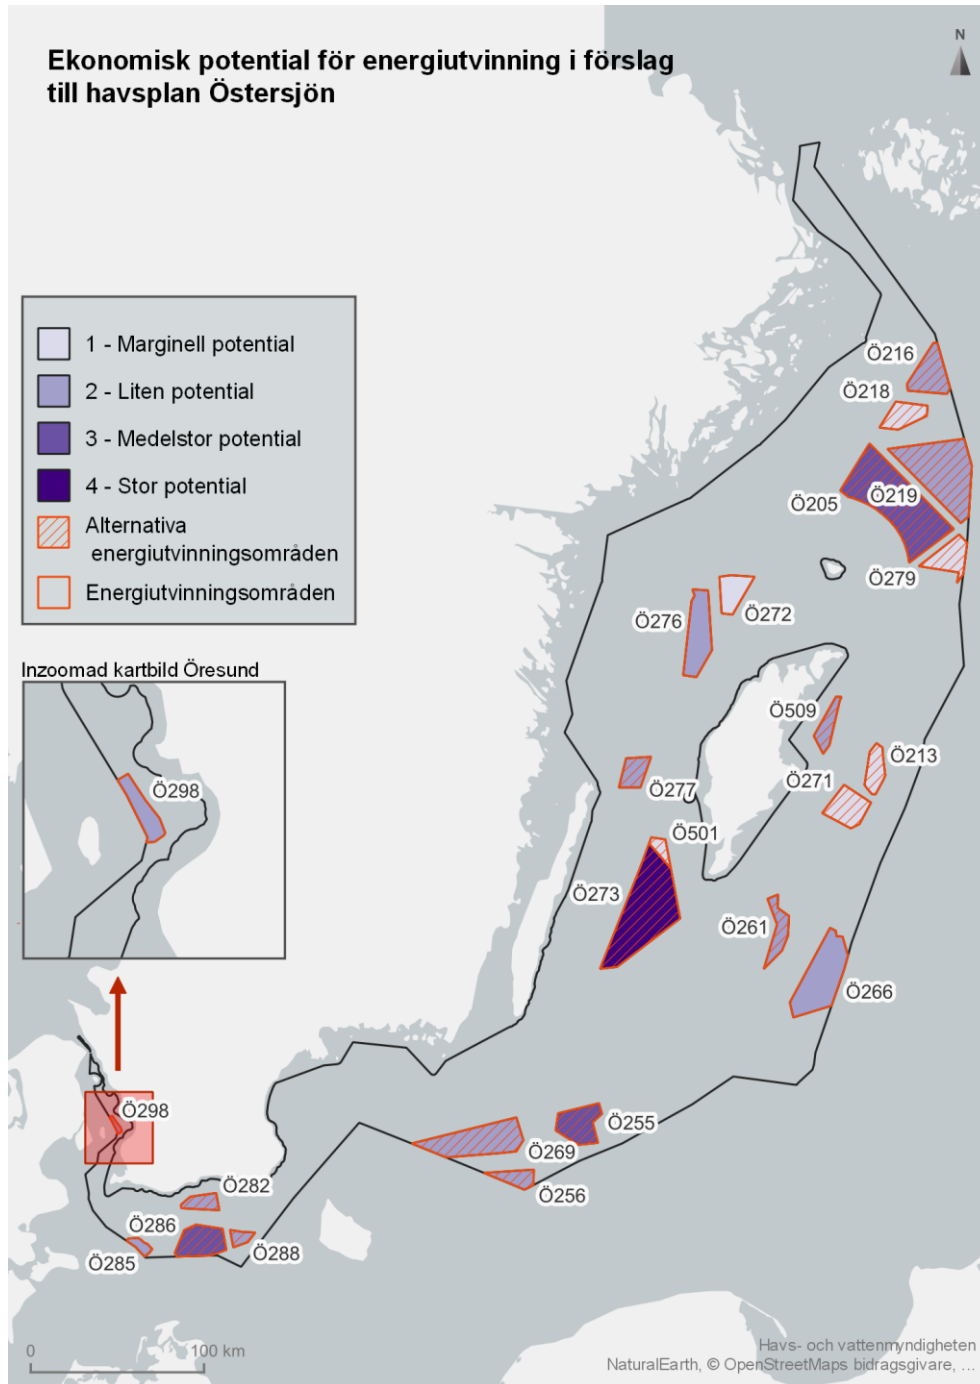 Ekonomisk potential för energiutvinning i förslag
till havsplan Östersjön
N
1 - Marginell potential
2 - Liten potential
3 - Medelstor potential
4 - Stor potential
Alternativa
energiutvinningsområden
Energiutvinningsområden
Inzoomad kartbild Öresund
Ö298
Ö216
Ö218
Ö219
Ö205
Ö279
Ö272
Ö276
Ö509
Ö213
Ö271
Ö277
Ö501
Ö273
Ö261
Ö266
Ö298
Ö255
Ö269
Ö256
Ö282
Ö286
Ö288
Ö285
0
100 km
Havs- och vattenmyndigheten
NaturalEarth, © OpenStreetMaps bidragsgivare, ...